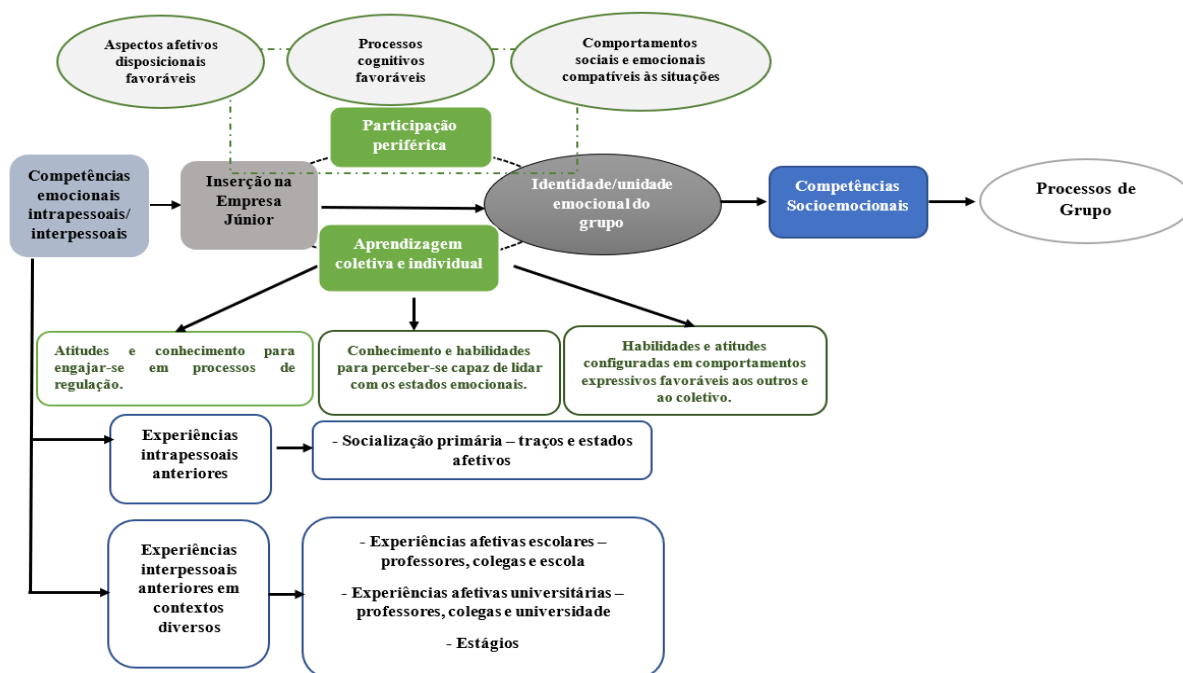 Aspectos afetivos
disposicionais
favoráveis
Processos
cognitivos
favoráveis
Comportamentos
sociais e emocionais
compatíveis às situações
Participação
periférica
Competências
emocionais
intrapessoais/
interpessoais
Inserção na
Empresa
Júnior
Identidade/unidade
emocional do
grupo
Competências
Socioemocionais
Processos de
Grupo
Aprendizagem
coletiva e individual
Atitudes e conhecimento para
engajar-se em processos de
regulação.
Conhecimento e habilidades
para perceber-se capaz de lidar
com os estados emocionais.
Habilidades e atitudes
configuradas em comportamentos
expressivos favoráveis aos outros e
ao coletivo.
Experiências
intrapessoais
anteriores
- Socialização primária – traços e estados
afetivos
Experiências
interpessoais
anteriores em
contextos
diversos
- Experiências afetivas escolares –
professores, colegas e escola
- Experiências afetivas universitárias –
professores, colegas e universidade
- Estágios